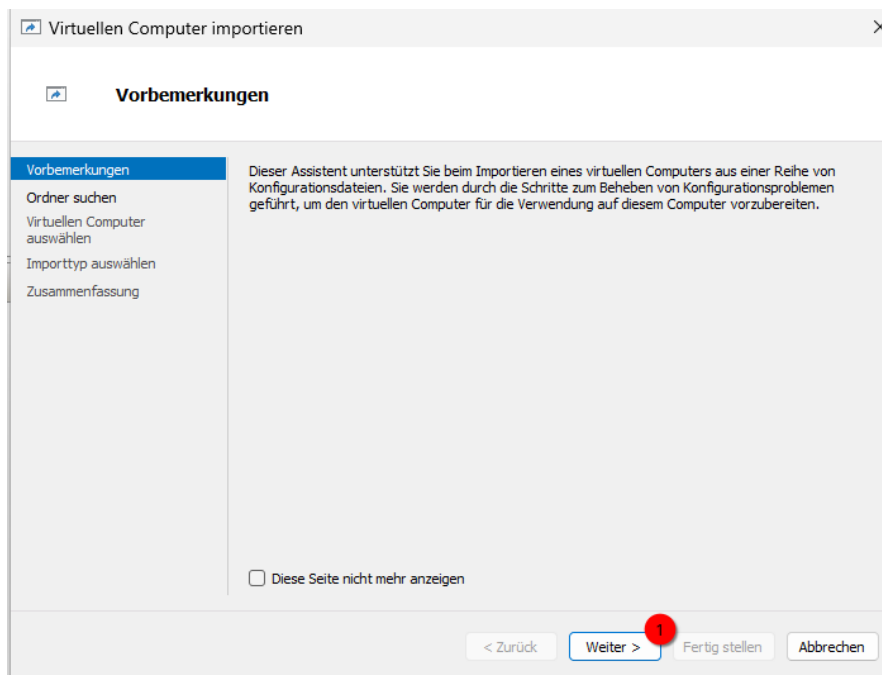 Virtuellen Computer importieren
Vorbemerkungen
Vorbemerkungen
Ordner suchen
Virtuellen Computer
auswählen
Importtyp auswählen
Zusammenfassung
Dieser Assistent unterstützt Sie beim Importieren eines virtuellen Computers aus einer Reihe von
Konfigurationsdateien. Sie werden durch die Schritte zum Beheben von Konfigurationsproblemen
geführt, um den virtuellen Computer für die Verwendung auf diesem Computer vorzubereiten.
Diese Seite nicht mehr anzeigen
1
< Zurück
Weiter >
Fertig stellen
Abbrechen